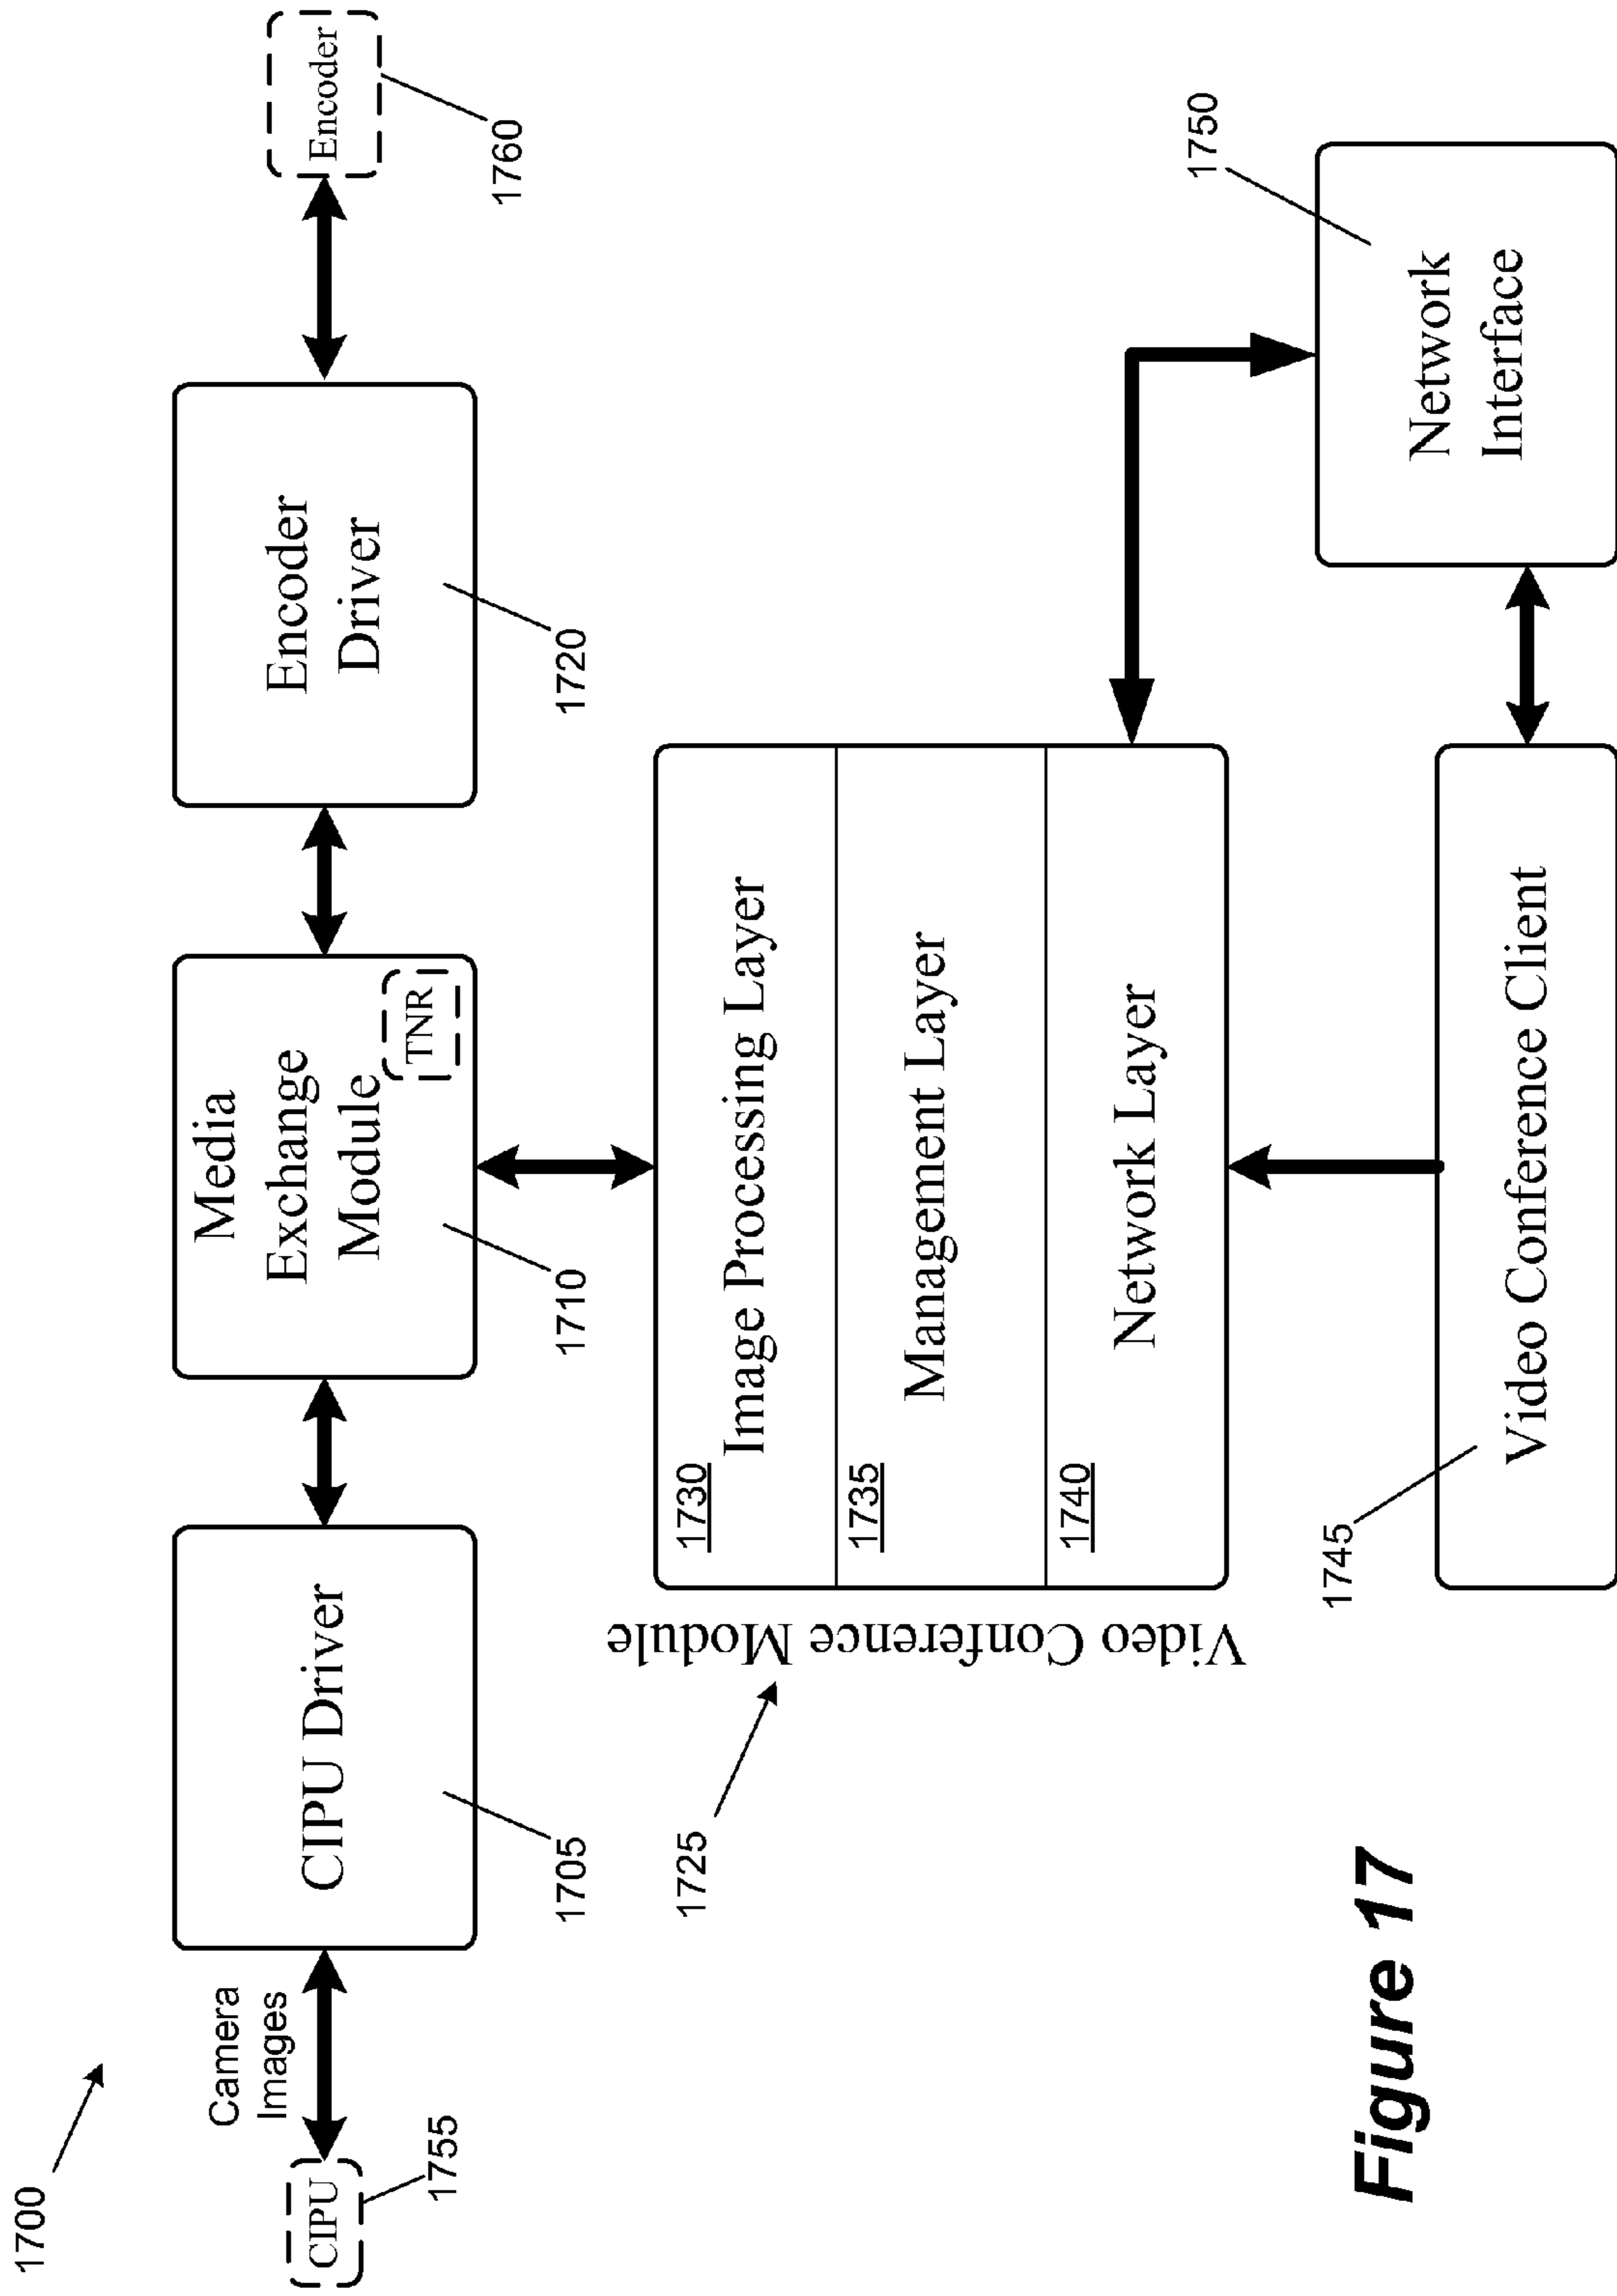 1700
Camera
Images
CIPU
1755
CIPU Driver
1705
Media
Exchange
Module
TNR
1710
Encoder
Driver
1720
Encoder
1760
Video Conference Module
1725
1730
Image Processing Layer
1735
Management Layer
1740
Network Layer
1745
Video Conference Client
1750
Network
Interface
Figure 17